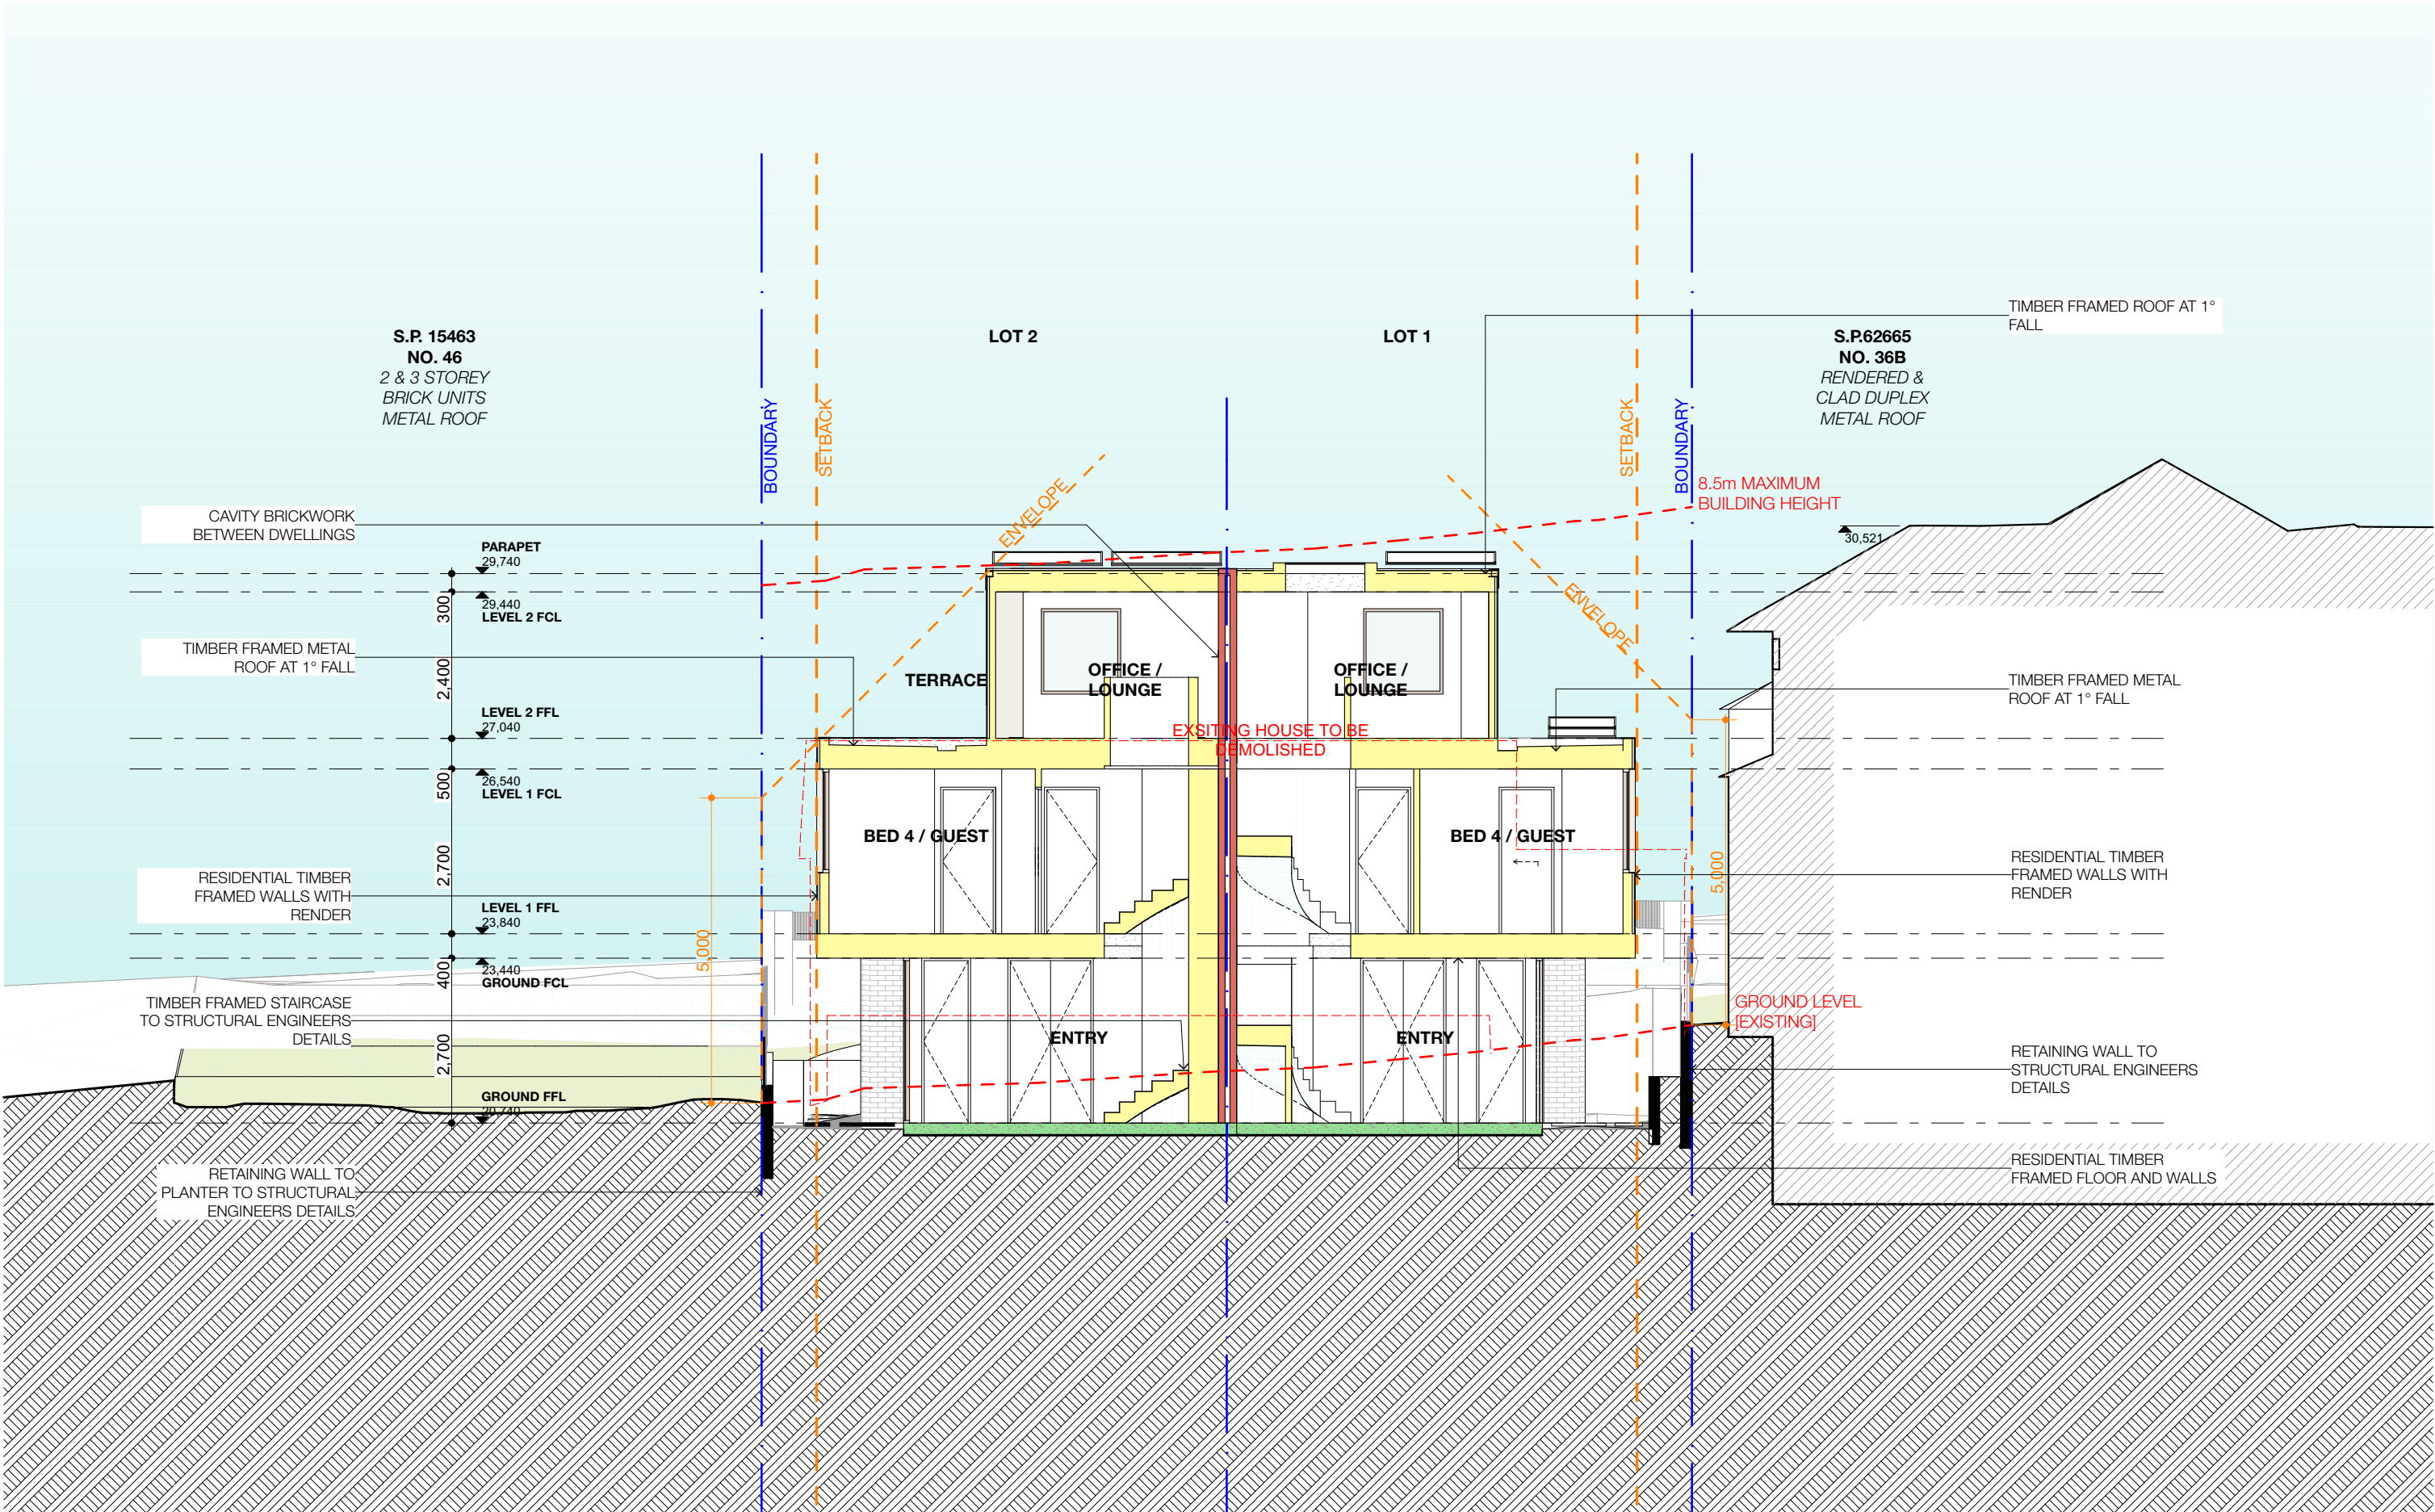 S.P. 15463
NO. 46
2 & 3 STOREY
BRICK UNITS
METAL ROOF
LOT 2
LOT 1
S.P.62665
NO. 36B
RENDERED &
CLAD DUPLEX
METAL ROOF
TIMBER FRAMED ROOF AT 1°
FALL
BOUNDARY
SETBACK
SETBACK
BOUNDARY
ENVELOPE
ENVELOPE
8.5m MAXIMUM
BUILDING HEIGHT
30,521
CAVITY BRICKWORK
BETWEEN DWELLINGS
PARAPET
29,740
300
29,440
LEVEL 2 FCL
TIMBER FRAMED METAL
ROOF AT 1° FALL
2,400
TERRACE
OFFICE /
LOUNGE
OFFICE /
LOUNGE
TIMBER FRAMED METAL
ROOF AT 1° FALL
LEVEL 2 FFL
27,040
EXSITING HOUSE TO BE
DEMOLISHED
500
26,540
LEVEL 1 FCL
BED 4 / GUEST
BED 4 / GUEST
2,700
RESIDENTIAL TIMBER
FRAMED WALLS WITH
RENDER
5,000
RESIDENTIAL TIMBER
FRAMED WALLS WITH
RENDER
LEVEL 1 FFL
23,840
5,000
400
23,440
GROUND FCL
TIMBER FRAMED STAIRCASE
TO STRUCTURAL ENGINEERS
DETAILS
2,700
ENTRY
ENTRY
GROUND LEVEL
[EXISTING]
RETAINING WALL TO
STRUCTURAL ENGINEERS
DETAILS
GROUND FFL
20,740
RETAINING WALL TO
PLANTER TO STRUCTURAL
ENGINEERS DETAILS
RESIDENTIAL TIMBER
FRAMED FLOOR AND WALLS